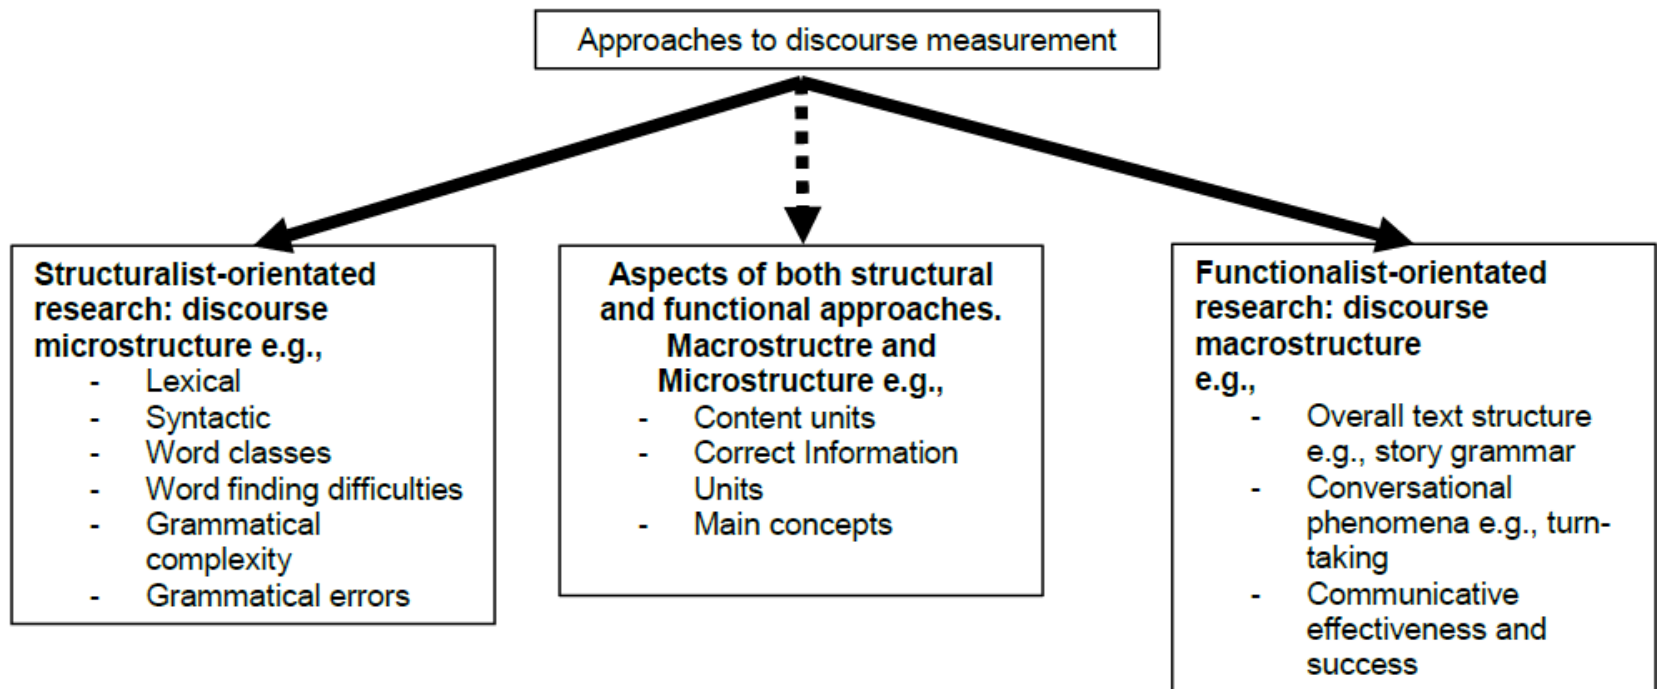 Approaches to discourse measurement
Structuralist-orientated
research: discourse
microstructure e.g.,
- Lexical
- Syntactic
- Word classes
- Word finding difficulties
- Grammatical
complexity
- Grammatical errors
Aspects of both structural
and functional approaches.
Macrostructre and
Microstructure e.g.,
- Content units
- Correct Information
Units
- Main concepts
Functionalist-orientated
research: discourse
macrostructure
e.g.,
- Overall text structure
e.g., story grammar
- Conversational
phenomena e.g., turn-
taking
- Communicative
effectiveness and
success